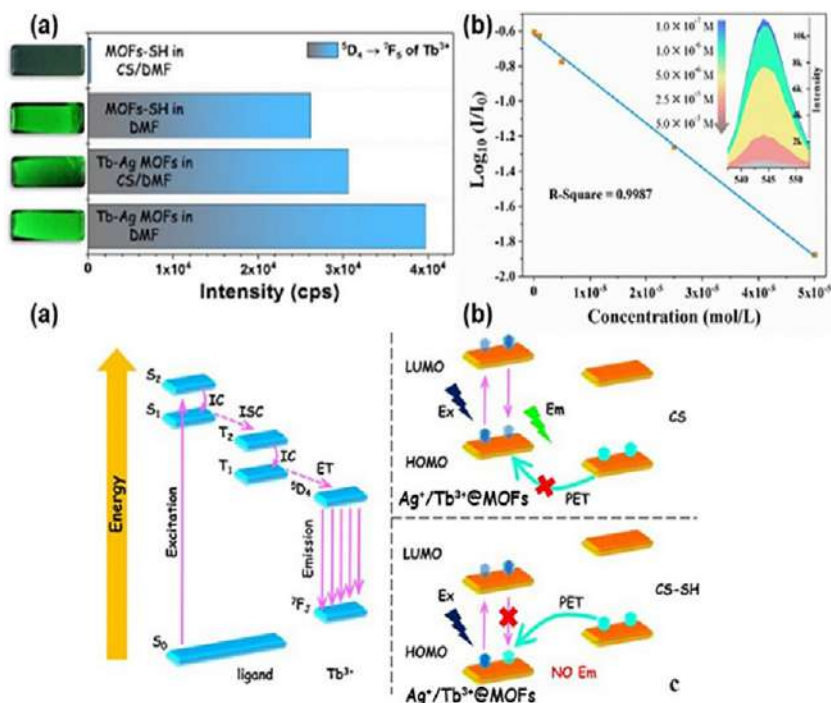 (a)
MOFs-SH in
CS/DMF
⁵D₄ → ⁷F₅ of Tb³⁺
MOFs-SH in
DMF
Tb-Ag MOFs in
CS/DMF
Tb-Ag MOFs in
DMF
0
1x10⁴
2x10⁴
3x10⁴
4x10⁴
Intensity (cps)
(b)
-0.6
-0.8
-1.0
-1.2
-1.4
-1.6
-1.8
-2.0
Log₁₀ (I/I₀)
R-Square = 0.9987
1.0×10⁻⁷ M
1.0×10⁻⁶ M
5.0×10⁻⁶ M
2.5×10⁻⁵ M
5.0×10⁻⁵ M
10k
8k
6k
4k
2k
Intensity
540
545
550
0
1x10⁻⁵
2x10⁻⁵
3x10⁻⁵
4x10⁻⁵
5x10⁻⁵
Concentration (mol/L)
(a)
Energy
S₂
IC
S₁
ISC
T₂
IC
T₁
ET
⁵D₄
Excitation
Emission
⁷F_J
S₀
ligand
Tb³⁺
(b)
LUMO
Ex
Em
CS
HOMO
PET
Ag⁺/Tb³⁺@MOFs
LUMO
CS-SH
Ex
PET
HOMO
NO Em
Ag⁺/Tb³⁺@MOFs
c